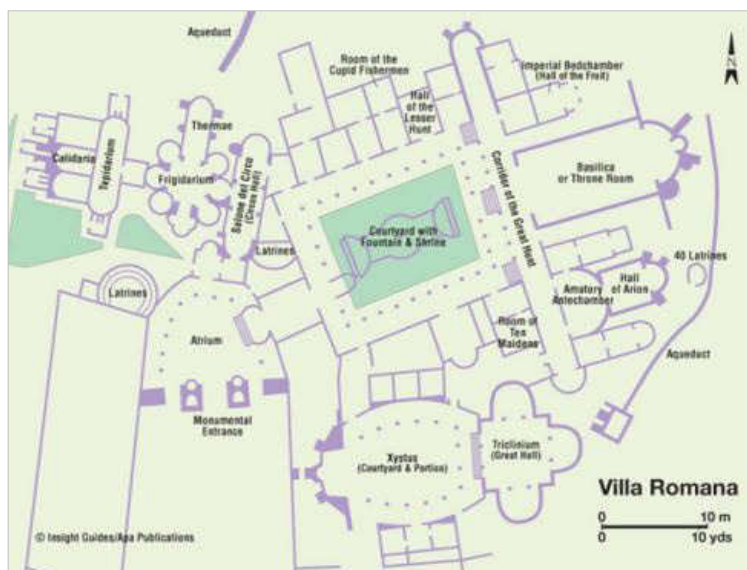 Aqueduct
Room of the
Cupid Fishermen
Imperial Bedchamber
(Hall of the Fruit)
N
Hall
of the
Lesser
Hunt
Thermae
Calidaria
Tepidarium
Frigidarium
Salone del Circo
(Circus Hall)
Corridor of the Great Hunt
Basilica
or Throne Room
Courtyard with
Fountain & Shrine
Latrines
40 Latrines
Hall
of Arion
Amatory
Antechamber
Latrines
Room of
Ten
Maidens
Atrium
Aqueduct
Monumental
Entrance
Xystus
(Courtyard & Portico)
Triclinium
(Great Hall)
Villa Romana
0 10 m
0 10 yds
© Insight Guides/Apa Publications